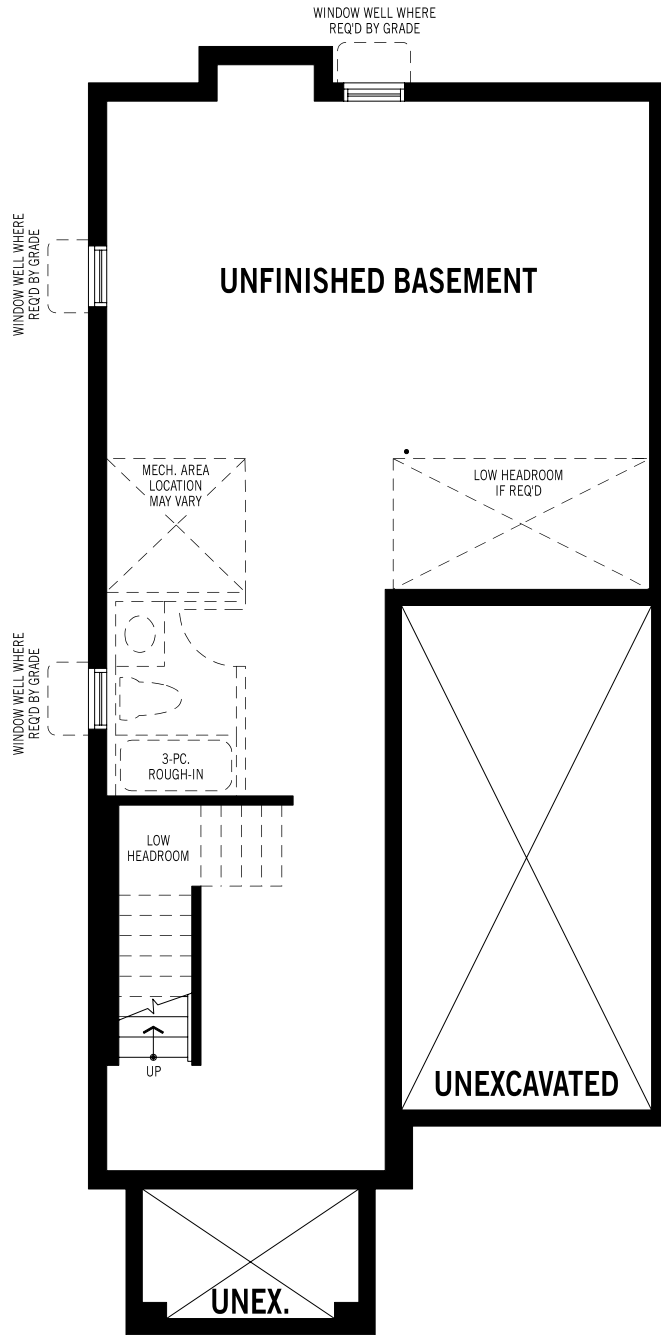 WINDOW WELL WHERE
REQ'D BY GRADE
WINDOW WELL WHERE
REQ'D BY GRADE
UNFINISHED BASEMENT
MECH. AREA
LOCATION
MAY VARY
LOW HEADROOM
IF REQ'D
WINDOW WELL WHERE
REQ'D BY GRADE
3-PC.
ROUGH-IN
LOW
HEADROOM
UP
UNEXCAVATED
UNEX.